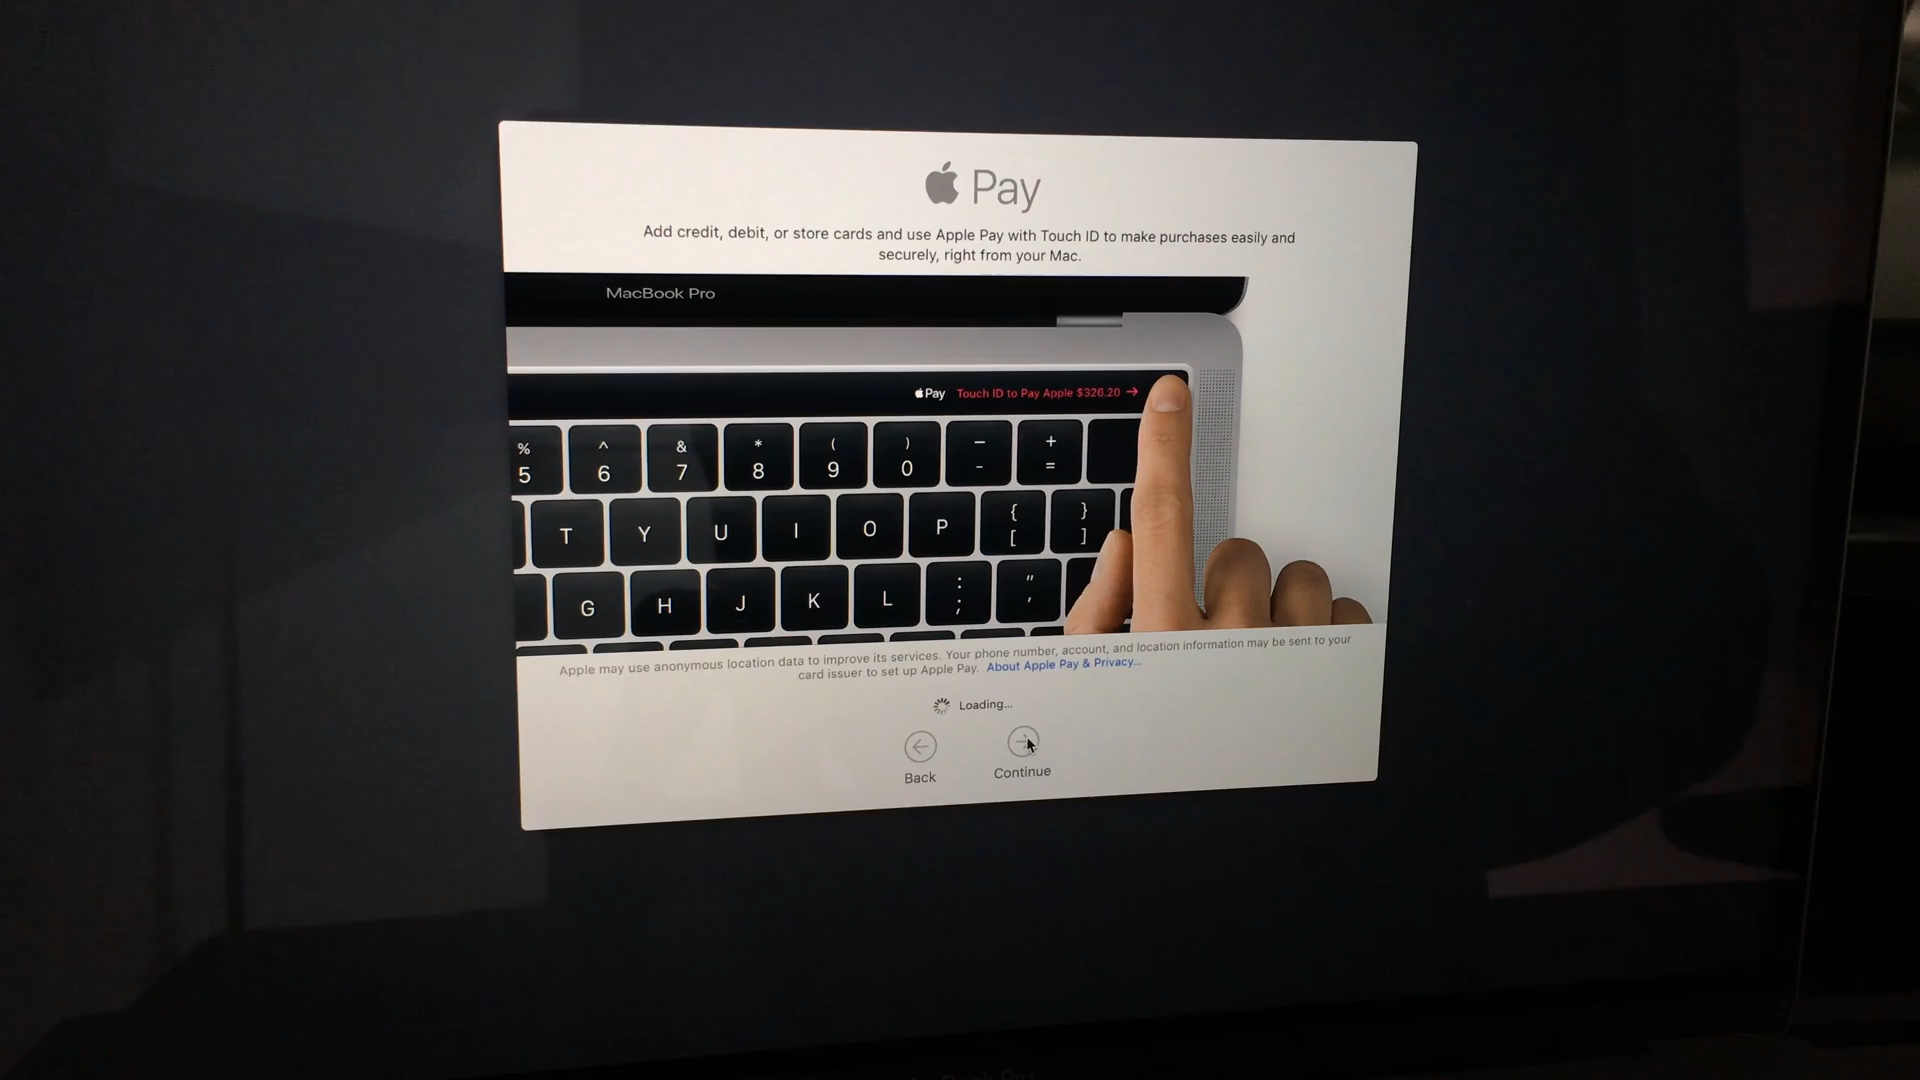 Pay
Add credit, debit, or store cards and use Apple Pay with Touch ID to make purchases easily and
securely, right from your Mac.
MacBook Pro
Pay Touch ID to Pay Apple $326.20 →
% ^ & * ( ) _ +
5 6 7 8 9 0 - =
T Y U I O P { [ } ]
G H J K L : ; " '
Apple may use anonymous location data to improve its services. Your phone number, account, and location information may be sent to your
card issuer to set up Apple Pay. About Apple Pay & Privacy...
Loading...
Back Continue